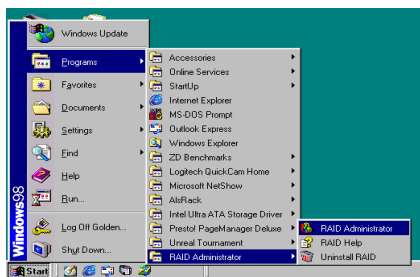 Windows Update
Programs
Favorites
Documents
Settings
Find
Help
Run...
Log Off Golden...
Shut Down...
Windows98
Start
Accessories
Online Services
StartUp
Internet Explorer
MS-DOS Prompt
Outlook Express
Windows Explorer
ZD Benchmarks
Logitech QuickCam Home
Microsoft NetShow
AlsRack
Intel Ultra ATA Storage Driver
Presto! PageManager Deluxe
Unreal Tournament
RAID Administrator
RAID Administrator
RAID Help
Uninstall RAID